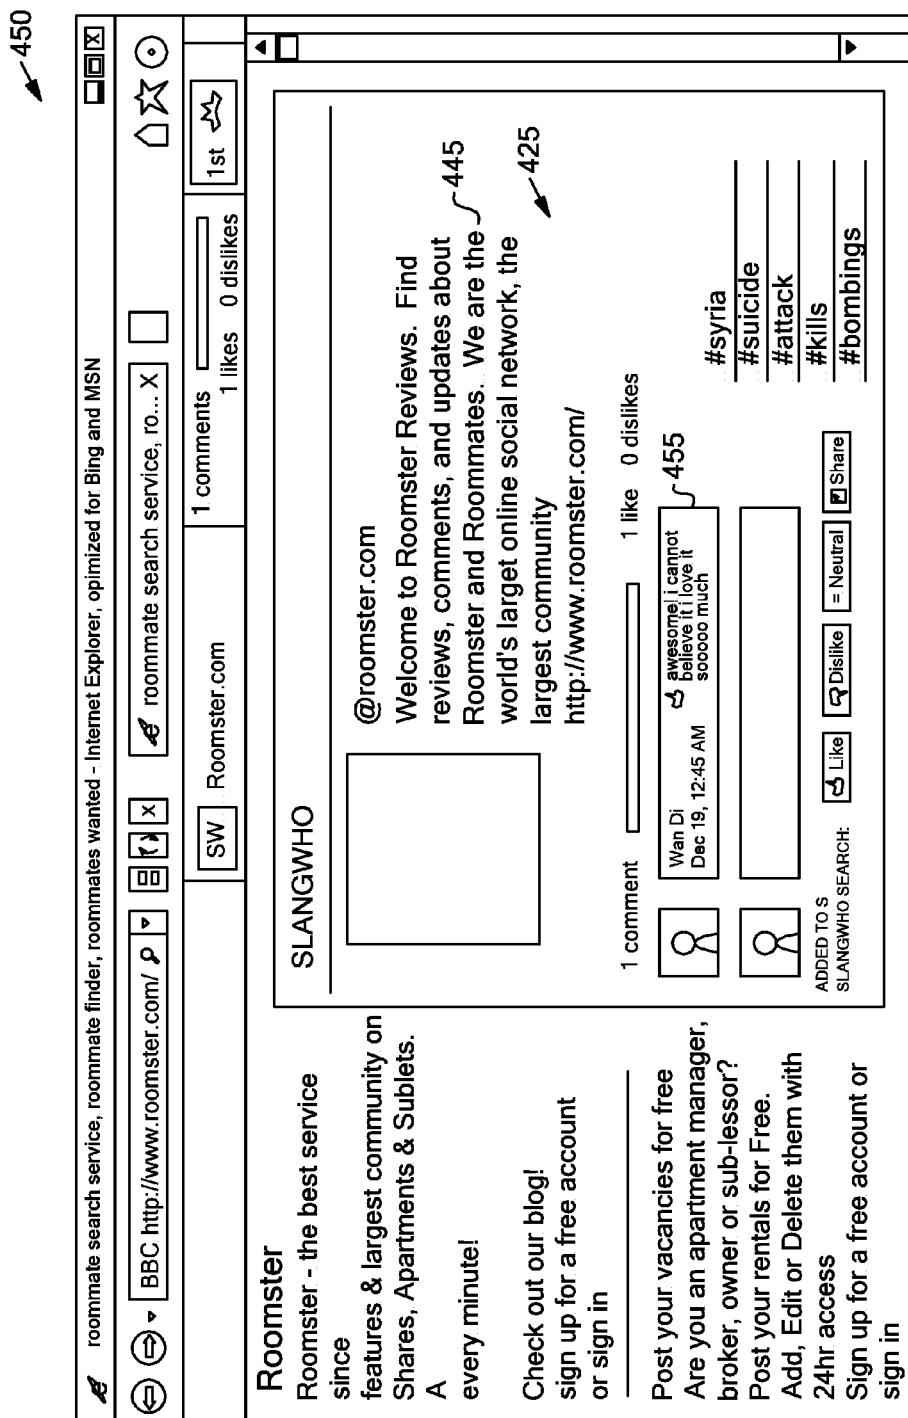 450
roommate search service, roommate finder, roommates wanted - Internet Explorer, opimized for Bing and MSN
X
BBC http://www.roomster.com/
X
roommate search service, ro... X
SW
Roomster.com
1 comments
1 likes 0 dislikes
1st
Roomster
Roomster - the best service
since
features & largest community on
Shares, Apartments & Sublets.
A
every minute!
Check out our blog!
sign up for a free account
or sign in
Post your vacancies for free
Are you an apartment manager,
broker, owner or sub-lessor?
Post your rentals for Free.
Add, Edit or Delete them with
24hr access
Sign up for a free account or
sign in
SLANGWHO
@roomster.com
Welcome to Roomster Reviews. Find
reviews, comments, and updates about
Roomster and Roommates. We are the
world's larget online social network, the
largest community
http://www.roomster.com/
445
425
1 comment
1 like 0 dislikes
Wan Di
Dec 19, 12:45 AM
awesome! i cannot
believe it i love it
sooooo much
455
ADDED TO S
SLANGWHO SEARCH:
Like
Dislike
= Neutral
Share
#syria
#suicide
#attack
#kills
#bombings